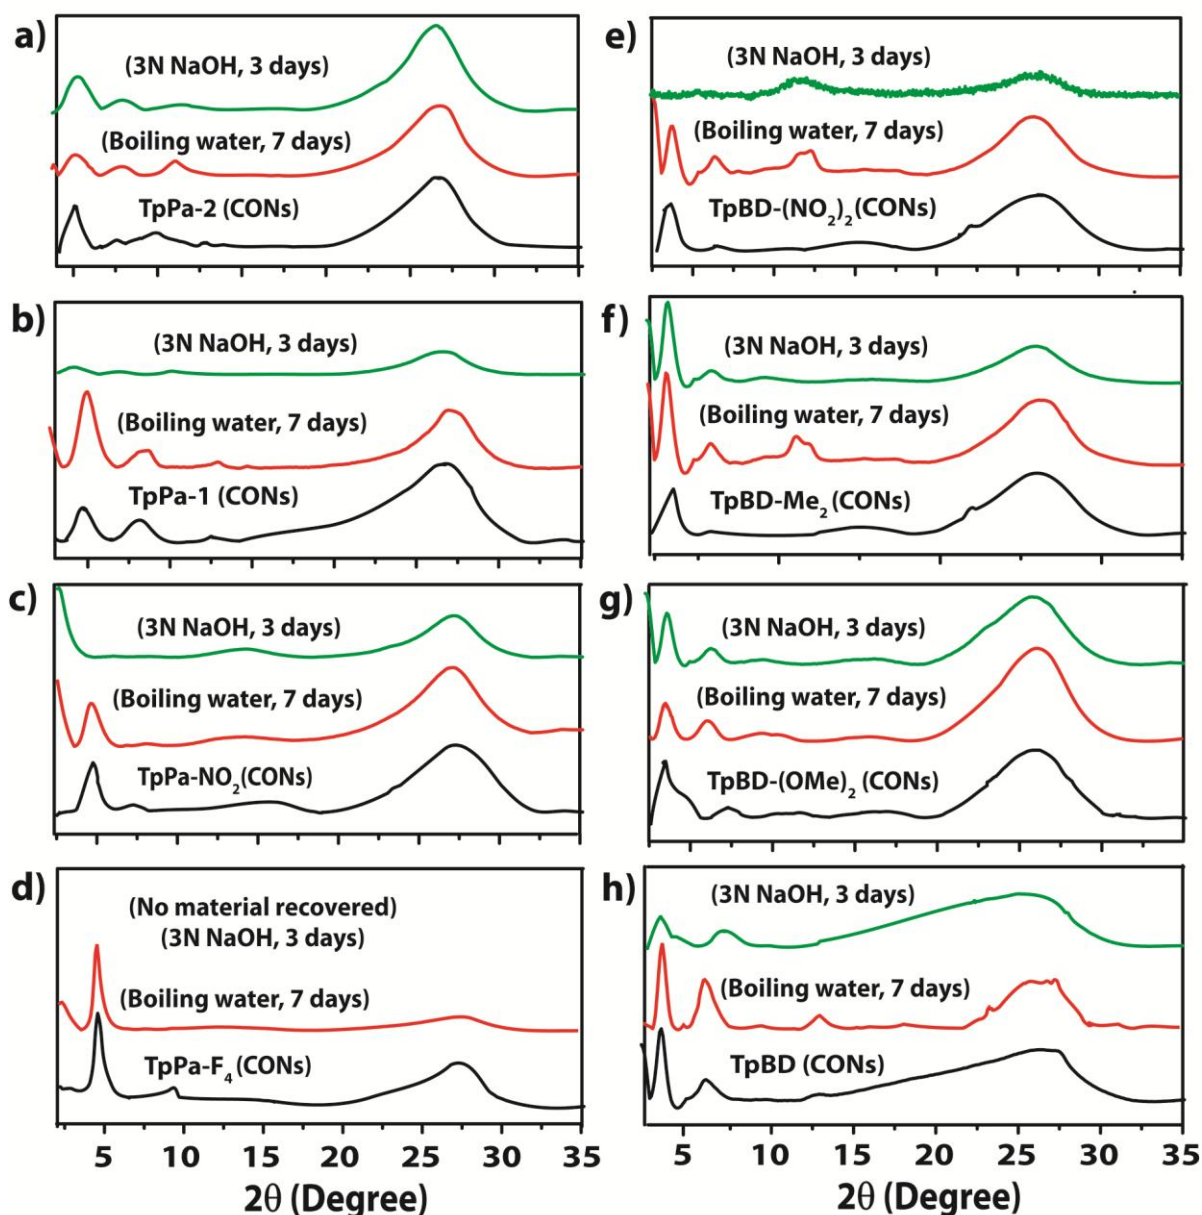 a)
(3N NaOH, 3 days)
(Boiling water, 7 days)
TpPa-2 (CONs)
b)
(3N NaOH, 3 days)
(Boiling water, 7 days)
TpPa-1 (CONs)
c)
(3N NaOH, 3 days)
(Boiling water, 7 days)
TpPa-NO₂(CONs)
d)
(No material recovered)
(3N NaOH, 3 days)
(Boiling water, 7 days)
TpPa-F₄(CONs)
5 10 15 20 25 30 35
2θ (Degree)
e)
(3N NaOH, 3 days)
(Boiling water, 7 days)
TpBD-(NO₂)₂(CONs)
f)
(3N NaOH, 3 days)
(Boiling water, 7 days)
TpBD-Me₂ (CONs)
g)
(3N NaOH, 3 days)
(Boiling water, 7 days)
TpBD-(OMe)₂ (CONs)
h)
(3N NaOH, 3 days)
(Boiling water, 7 days)
TpBD (CONs)
5 10 15 20 25 30 35
2θ (Degree)